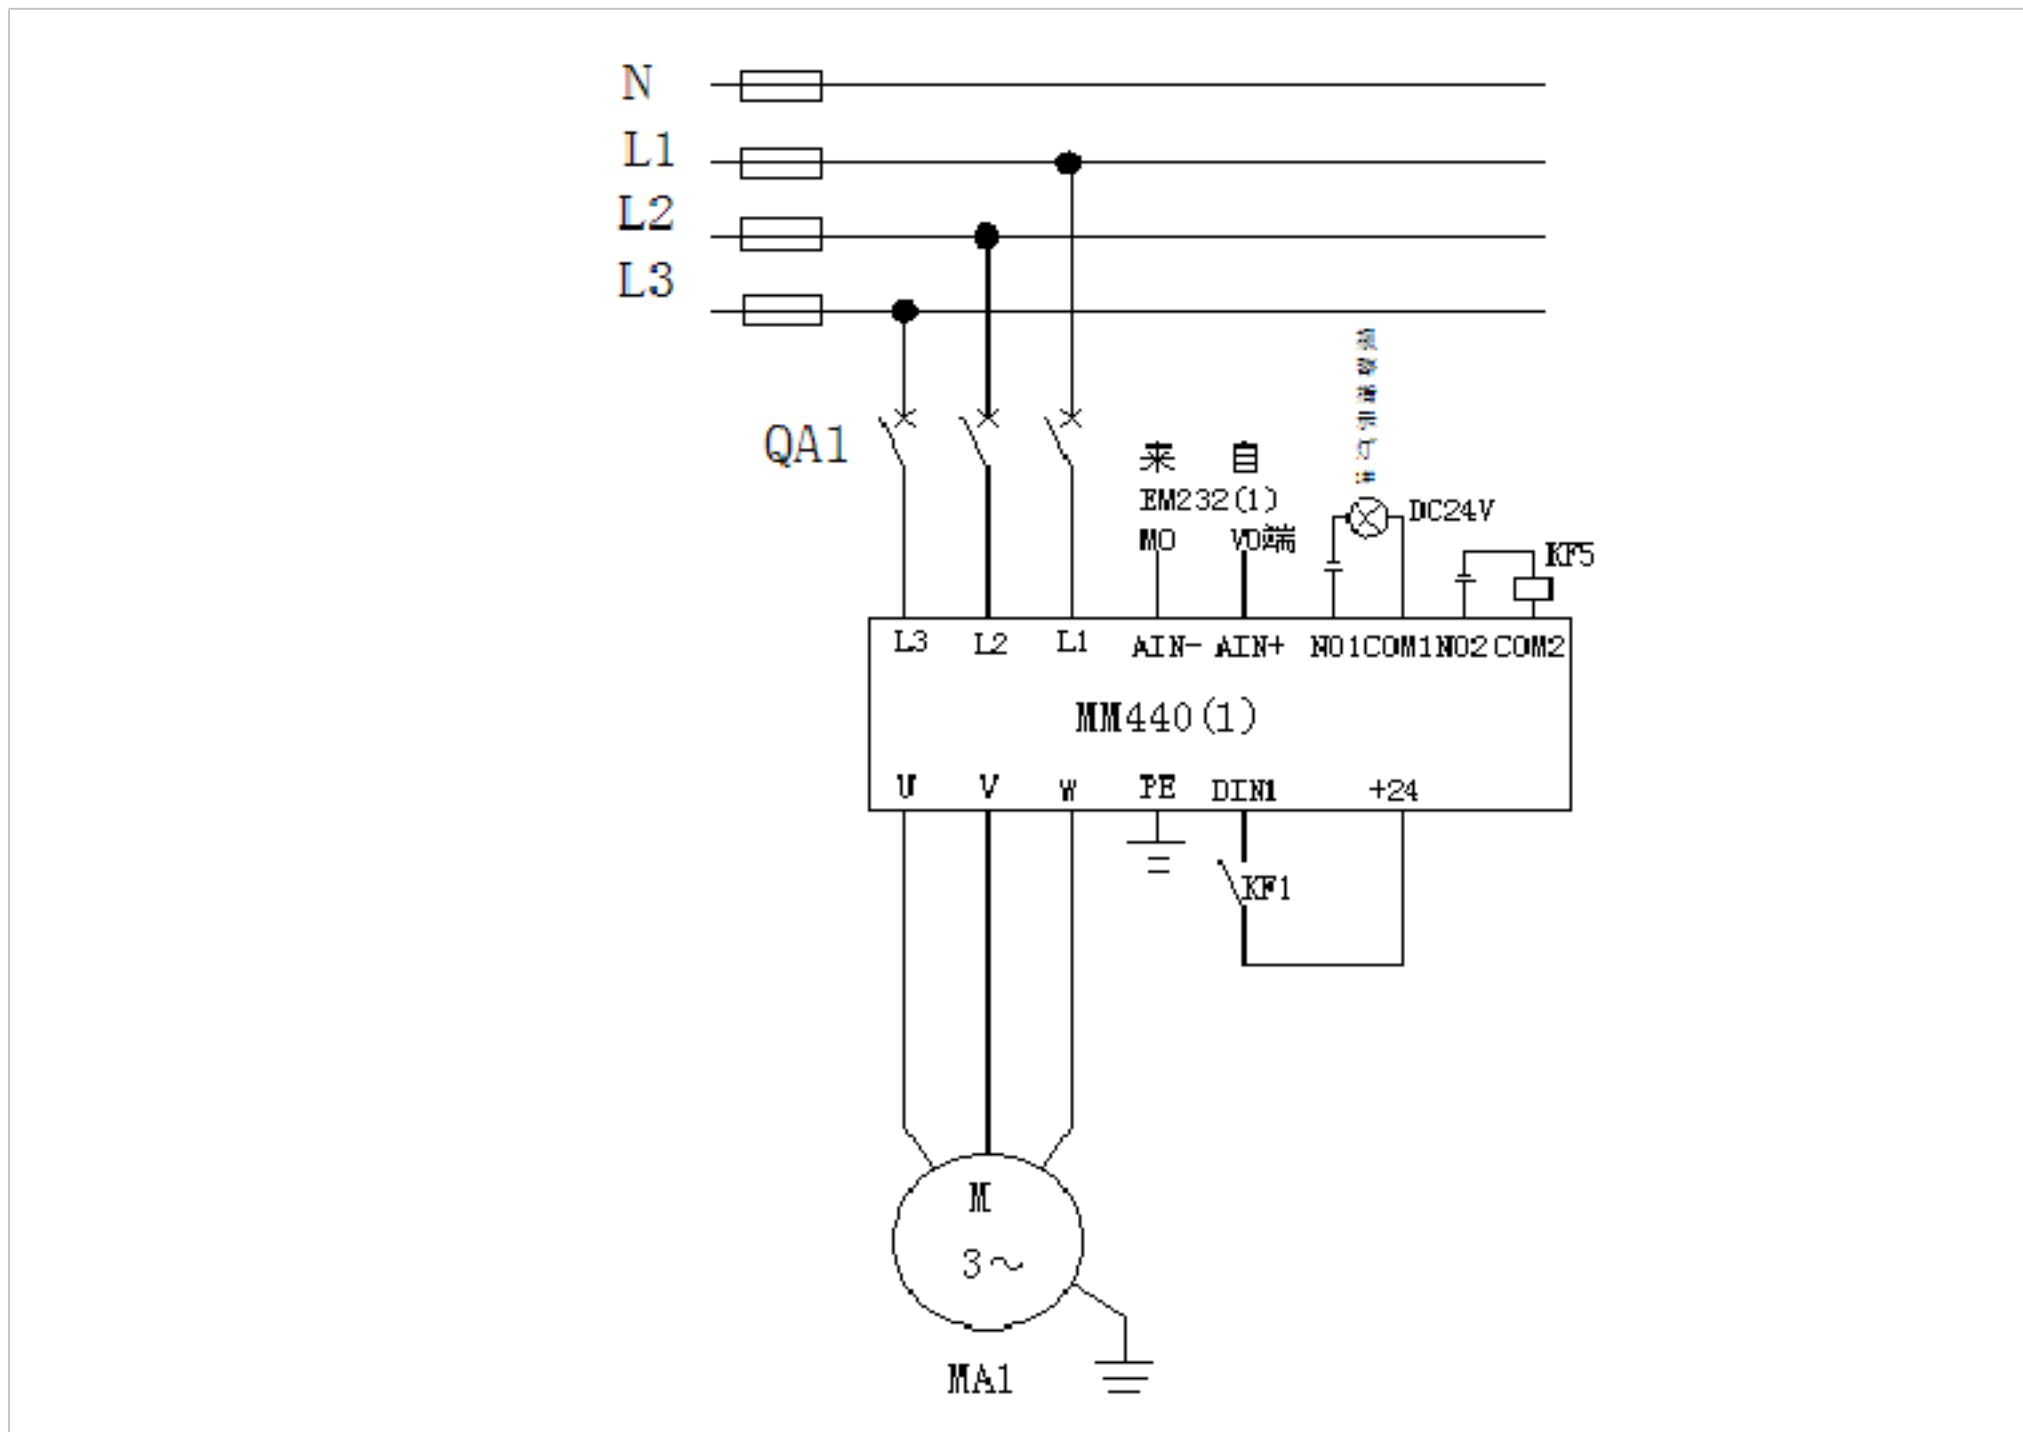 N
L1
L2
L3
QA1
来 自
EM232(1)
MO VO端
DC24V
KF5
L3 L2 L1 AIN- AIN+ NO1 COM1 NO2 COM2
MM440(1)
U V W PE DIN1 +24
KF1
M
3～
MA1